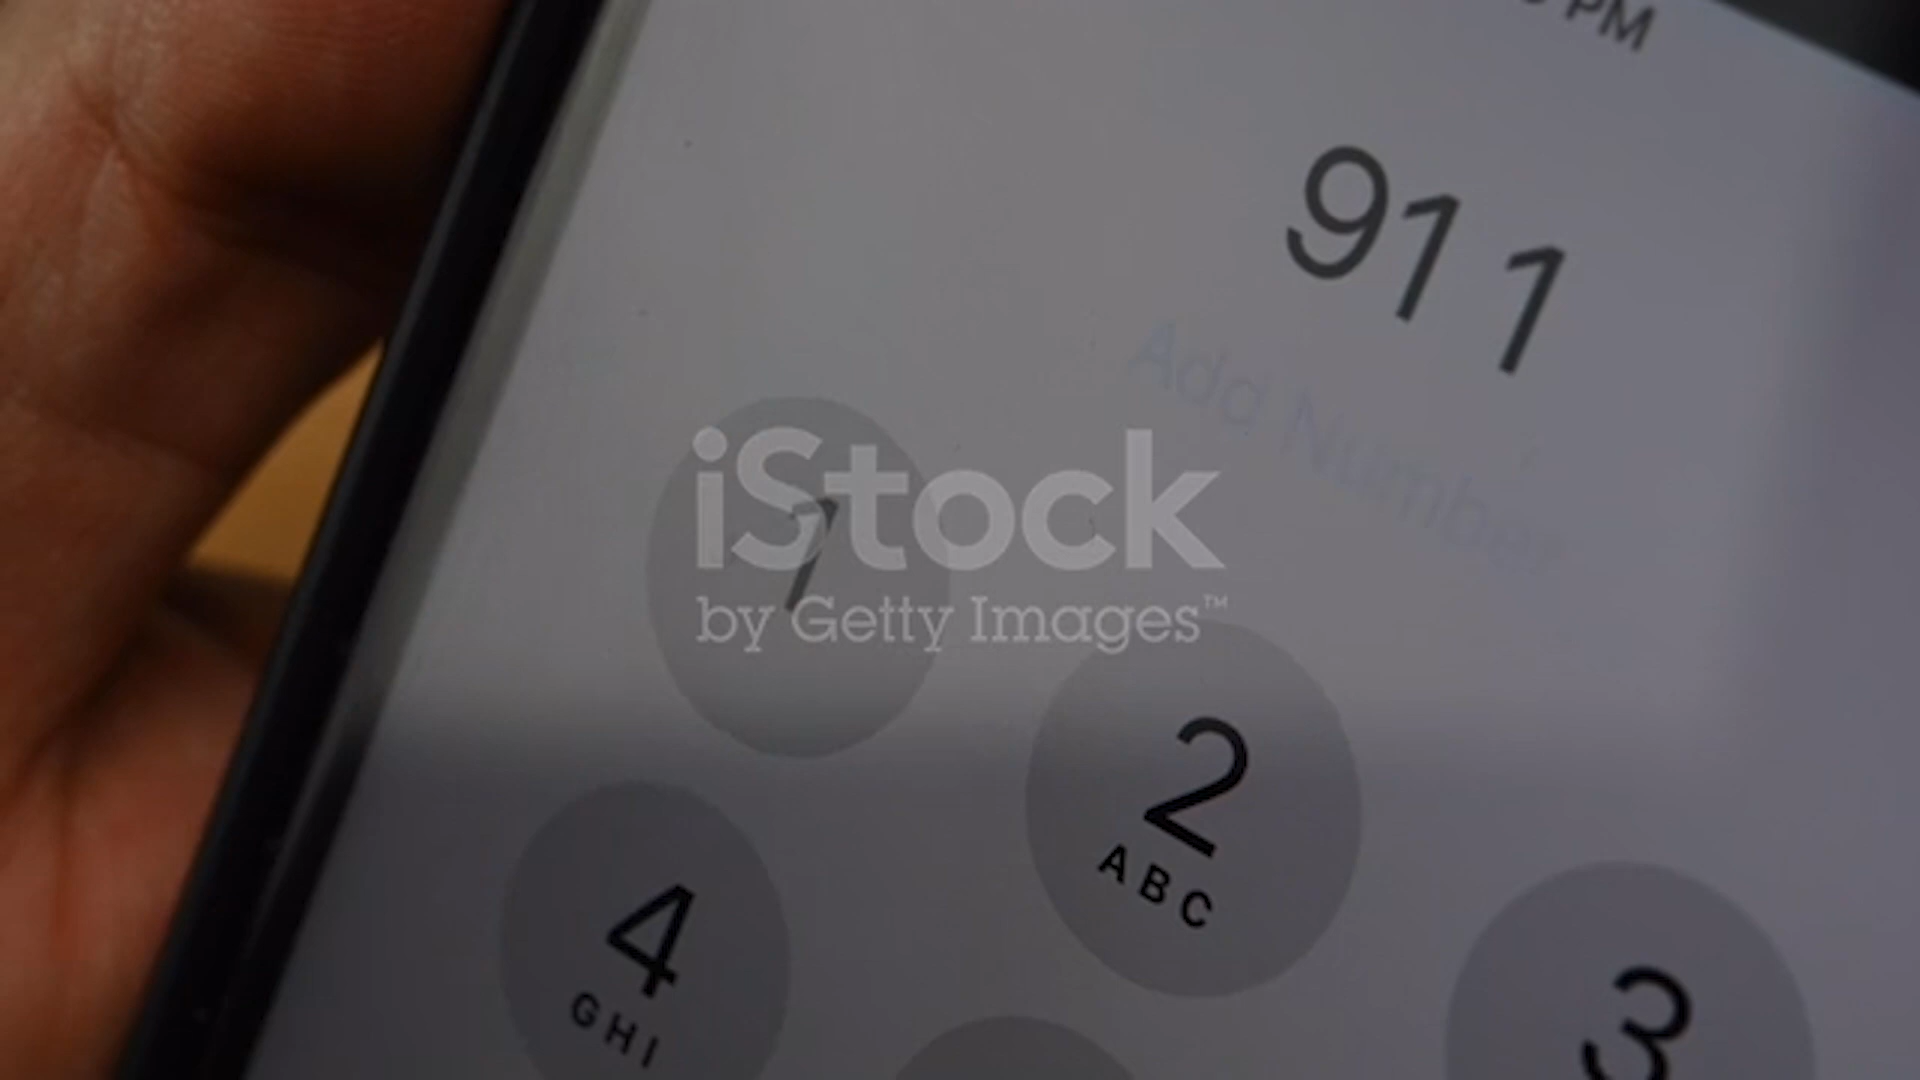 PM
911
Add Number
1
iStock
by Getty Images™
2
ABC
4
GHI
3